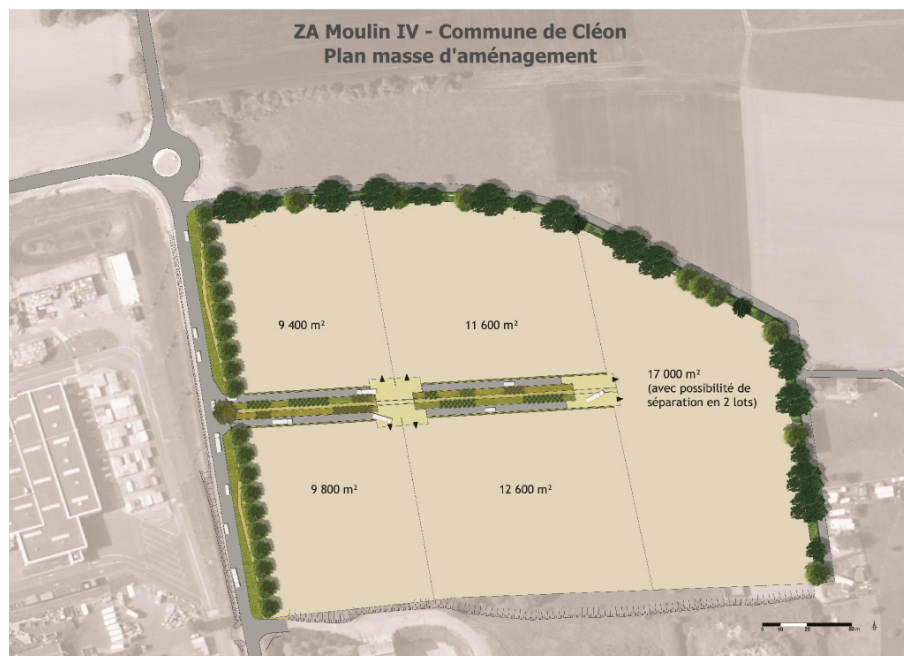 ZA Moulin IV - Commune de Cléon
Plan masse d'aménagement
9 400 m²
11 600 m²
17 000 m²
(avec possibilité de
séparation en 2 lots)
9 800 m²
12 600 m²